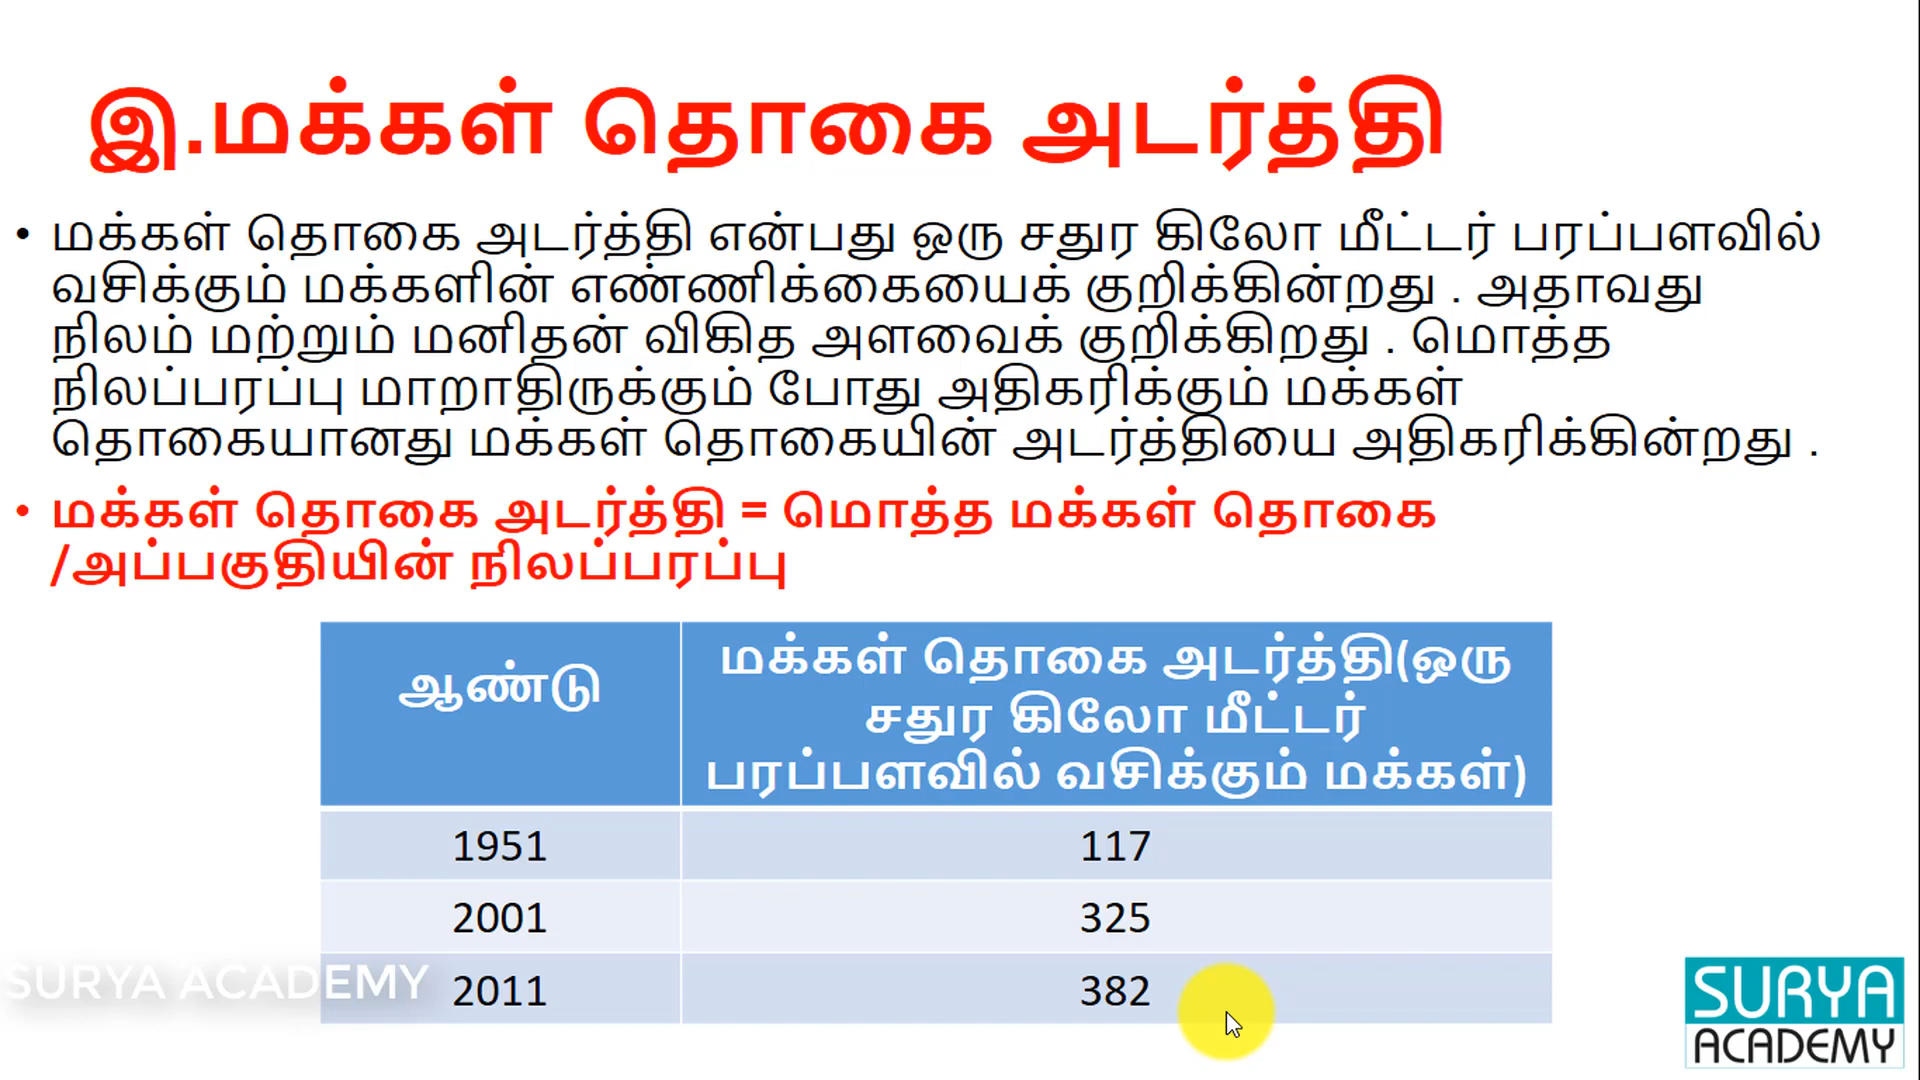 இ.மக்கள் தொகை அடர்த்தி
• மக்கள் தொகை அடர்த்தி என்பது ஒரு சதுர கிலோ மீட்டர் பரப்பளவில்
வசிக்கும் மக்களின் எண்ணிக்கையைக் குறிக்கின்றது . அதாவது
நிலம் மற்றும் மனிதன் விகித அளவைக் குறிக்கிறது . மொத்த
நிலப்பரப்பு மாறாதிருக்கும் போது அதிகரிக்கும் மக்கள்
தொகையானது மக்கள் தொகையின் அடர்த்தியை அதிகரிக்கின்றது .
• மக்கள் தொகை அடர்த்தி = மொத்த மக்கள் தொகை
/அப்பகுதியின் நிலப்பரப்பு
ஆண்டு
மக்கள் தொகை அடர்த்தி(ஒரு
சதுர கிலோ மீட்டர்
பரப்பளவில் வசிக்கும் மக்கள்)
1951 117
2001 325
2011 382
SURYA ACADEMY
SURYA
ACADEMY